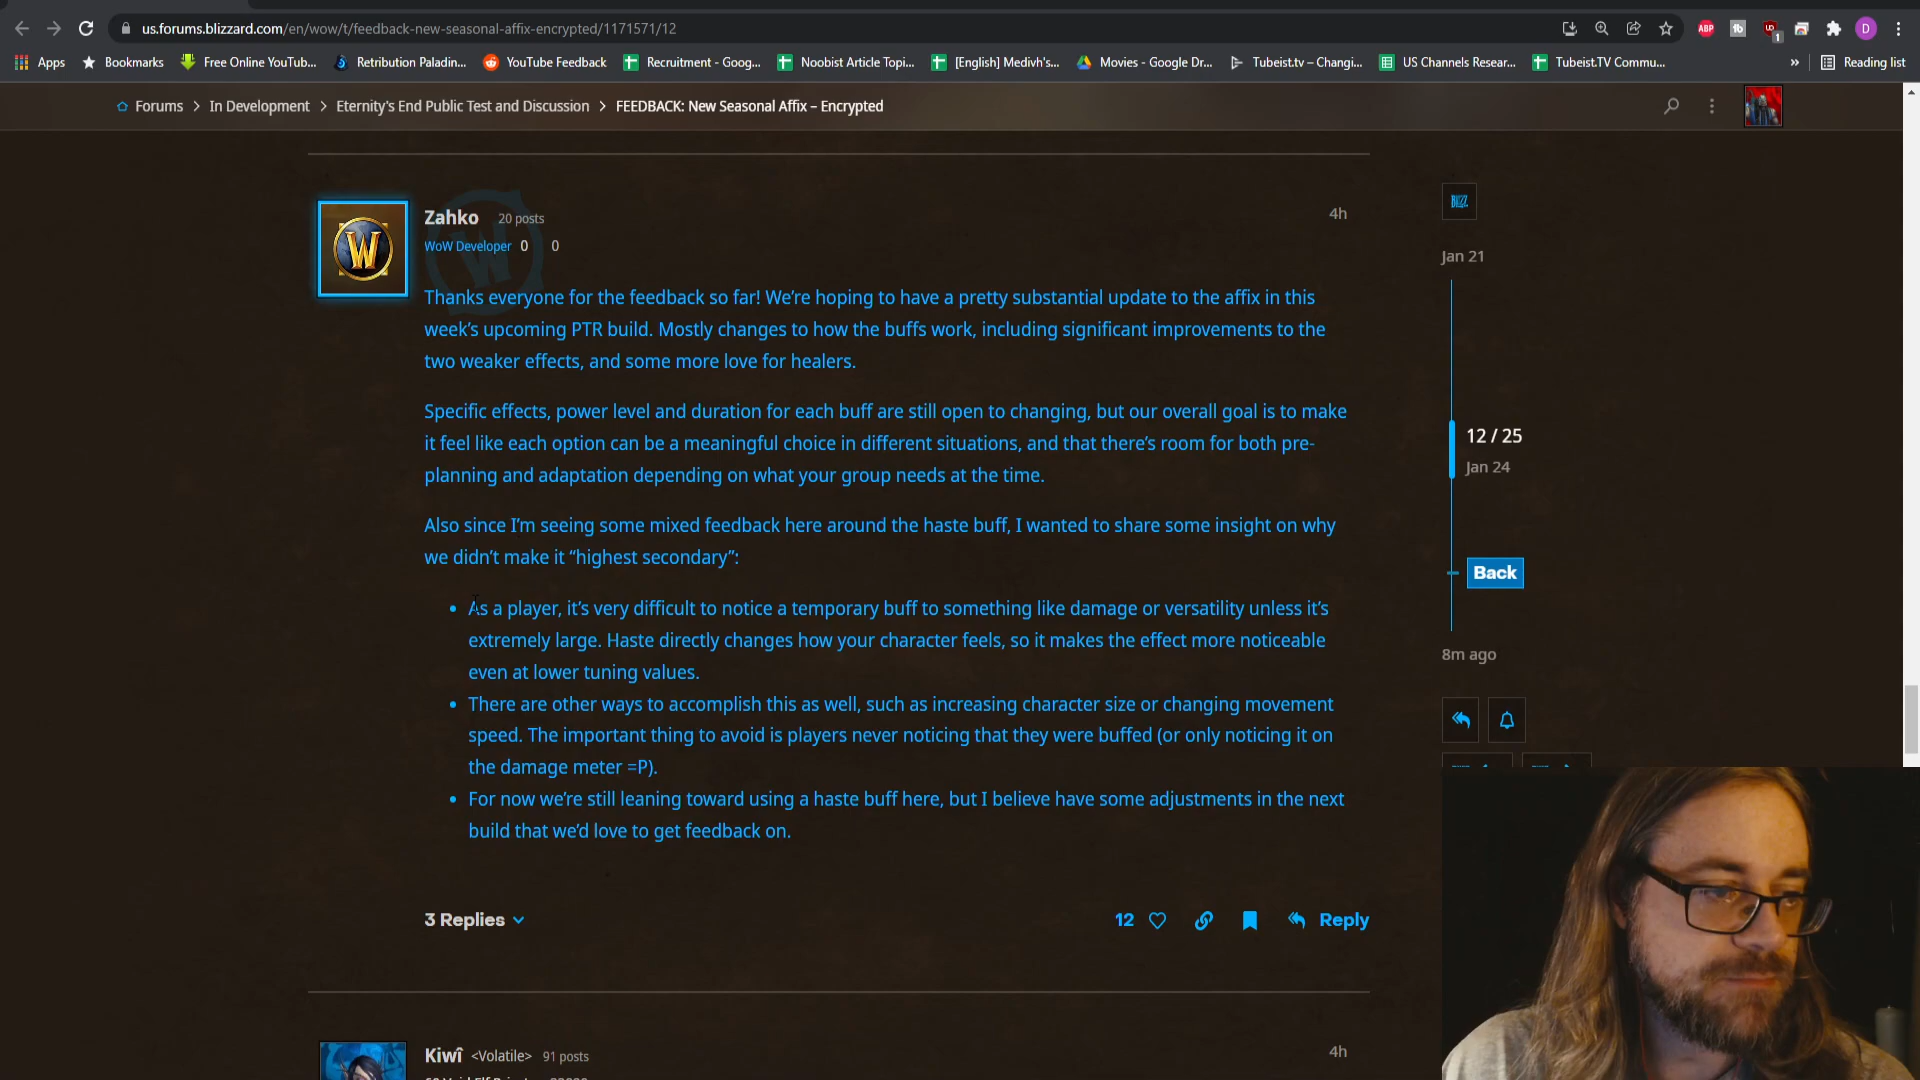 us.forums.blizzard.com/en/wow/t/feedback-new-seasonal-affix-encrypted/1171571/12
ABP
tb
UD
1
D
Apps
Bookmarks
Free Online YouTub...
Retribution Paladin...
YouTube Feedback
Recruitment - Goog...
Noobist Article Topi...
[English] Medivh's...
Movies - Google Dr...
Tubeist.tv – Changi...
US Channels Resear...
Tubeist.TV Commu...
»
Reading list
Forums > In Development > Eternity's End Public Test and Discussion > FEEDBACK: New Seasonal Affix – Encrypted
Zahko 20 posts
4h
WoW Developer 0 0
Thanks everyone for the feedback so far! We're hoping to have a pretty substantial update to the affix in this
week's upcoming PTR build. Mostly changes to how the buffs work, including significant improvements to the
two weaker effects, and some more love for healers.
Specific effects, power level and duration for each buff are still open to changing, but our overall goal is to make
it feel like each option can be a meaningful choice in different situations, and that there's room for both pre-
planning and adaptation depending on what your group needs at the time.
Also since I'm seeing some mixed feedback here around the haste buff, I wanted to share some insight on why
we didn't make it “highest secondary”:
• As a player, it's very difficult to notice a temporary buff to something like damage or versatility unless it's
extremely large. Haste directly changes how your character feels, so it makes the effect more noticeable
even at lower tuning values.
• There are other ways to accomplish this as well, such as increasing character size or changing movement
speed. The important thing to avoid is players never noticing that they were buffed (or only noticing it on
the damage meter =P).
• For now we're still leaning toward using a haste buff here, but I believe have some adjustments in the next
build that we'd love to get feedback on.
3 Replies
12
Reply
BLIZZ
Jan 21
12 / 25
Jan 24
Back
8m ago
Kiwî <Volatile> 91 posts
4h